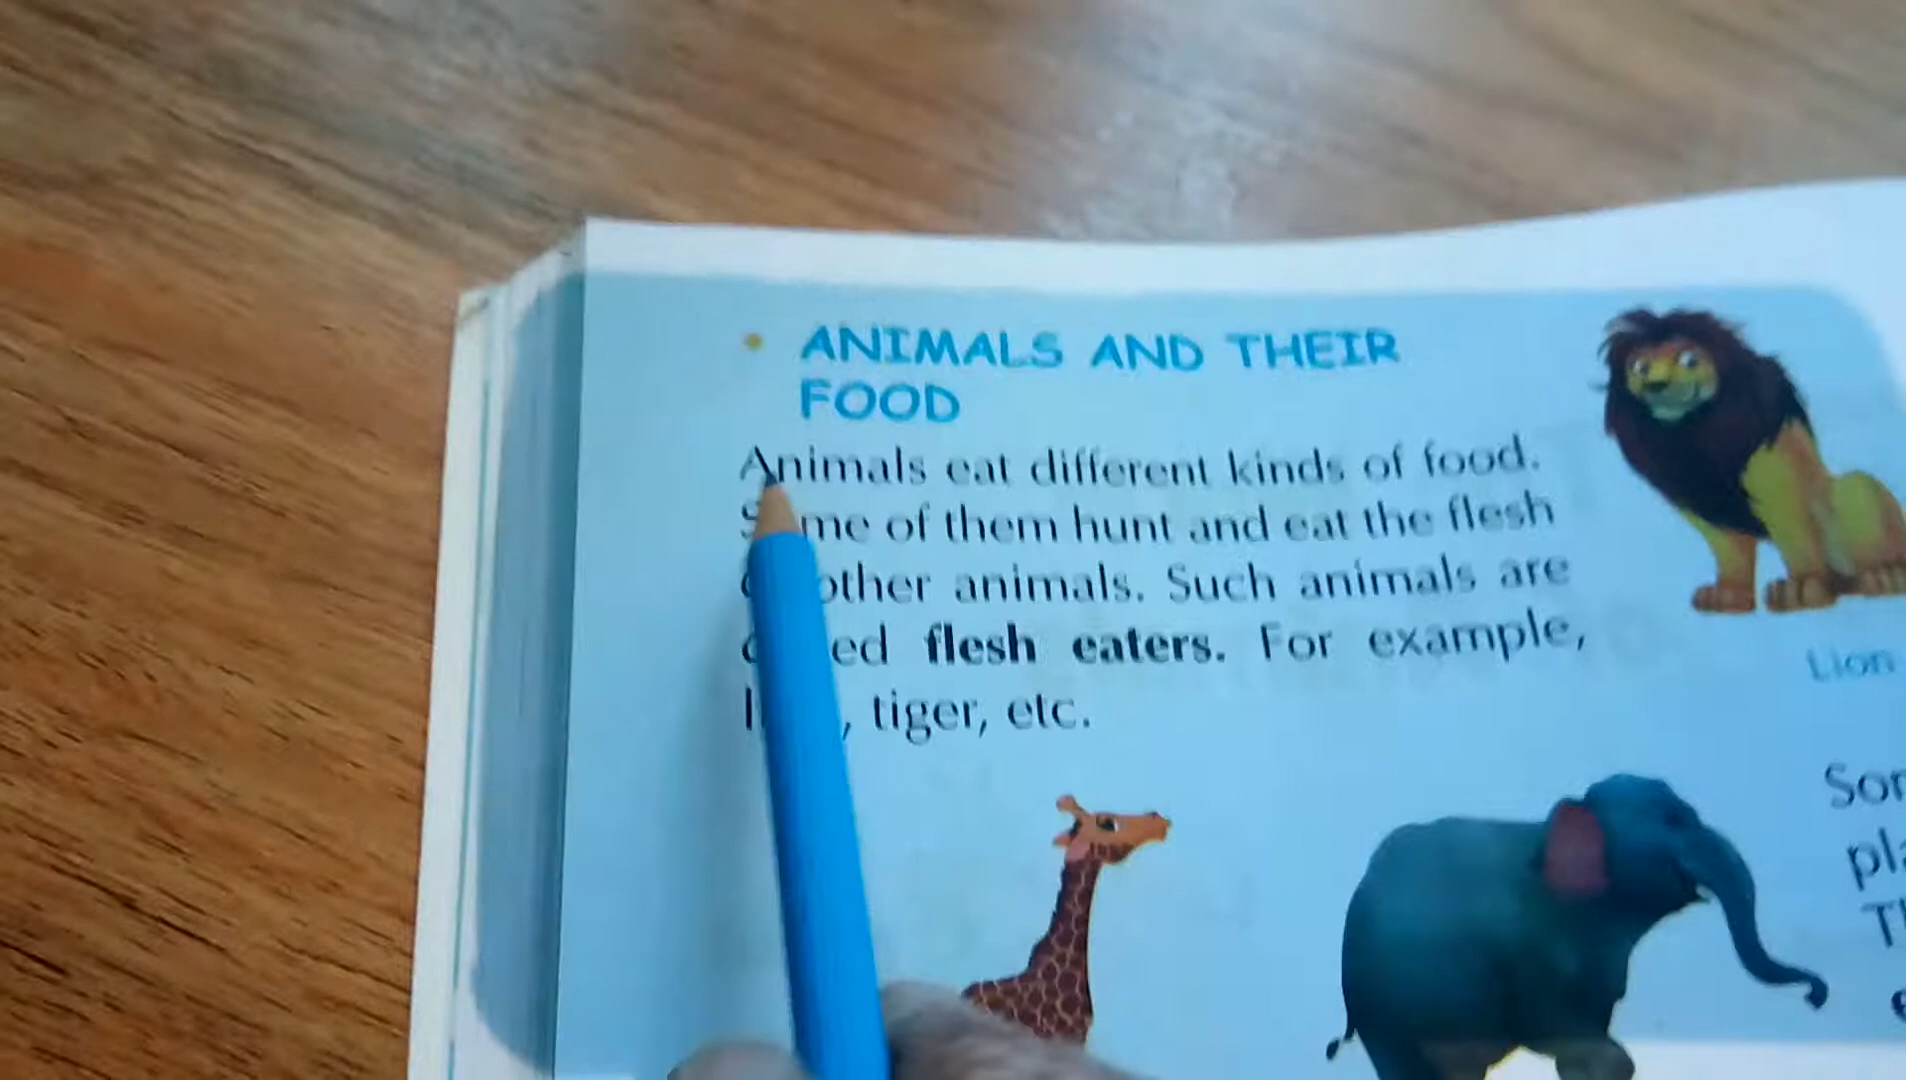 ANIMALS AND THEIR
FOOD
Animals eat different kinds of food.
me of them hunt and eat the flesh
other animals. Such animals are
ed flesh eaters. For example,
, tiger, etc.
Lion